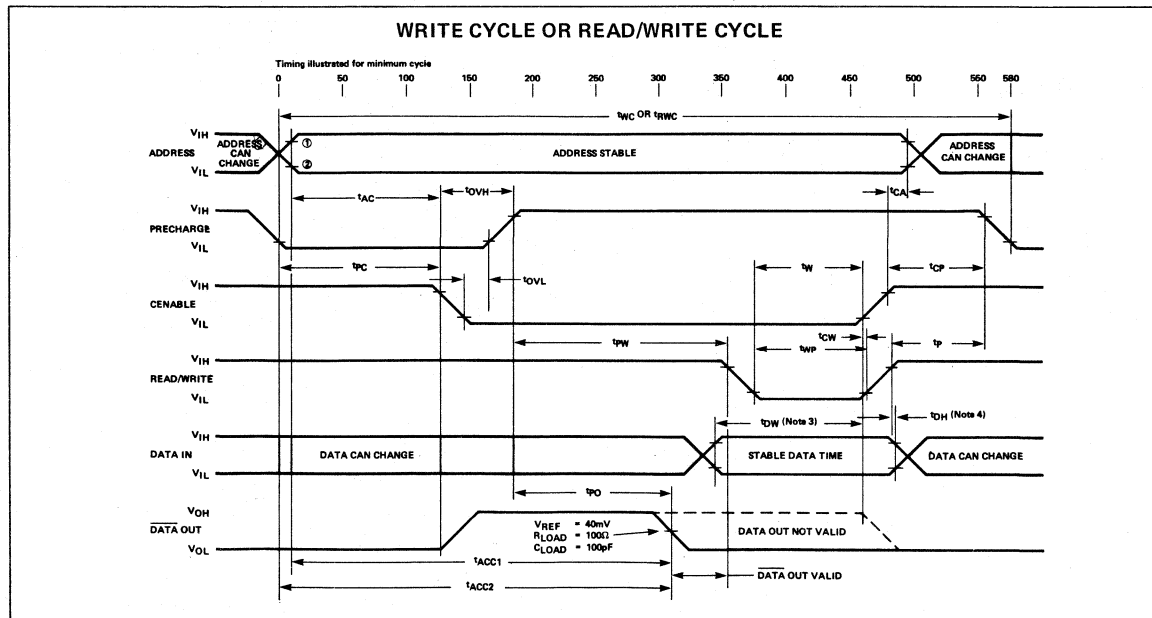 WRITE CYCLE OR READ/WRITE CYCLE
Timing illustrated for minimum cycle
0 50 100 150 200 250 300 350 400 450 500 580
tWC OR tRWC
VIH
ADDRESS
VIL
ADDRESS
CAN
CHANGE
①
②
ADDRESS STABLE
ADDRESS
CAN CHANGE
tAC
tOVH
tCA
VIH
PRECHARGE
VIL
tPC
tOVL
tW
tCP
VIH
CENABLE
VIL
tPW
tCW
tWP
tP
VIH
READ/WRITE
VIL
tDW (Note 3)
tDH (Note 4)
VIH
DATA IN
VIL
DATA CAN CHANGE
STABLE DATA TIME
DATA CAN CHANGE
tPO
VOH
DATA OUT
VOL
VREF = 40mV
RLOAD = 100Ω
CLOAD = 100pF
DATA OUT NOT VALID
tACC1
DATA OUT VALID
tACC2